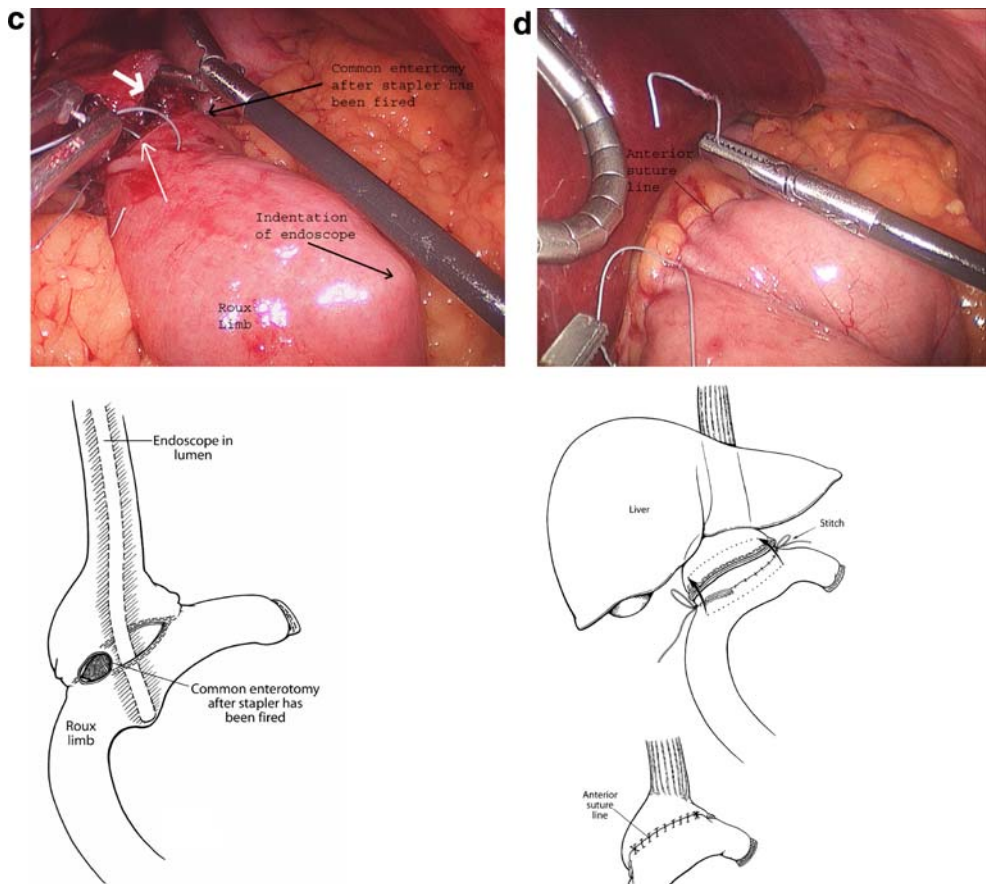 c
Common entertomy
after stapler has
been fired
Indentation
of endoscope
Roux
Limb
d
Anterior
suture
line
Endoscope in
lumen
Common enterotomy
after stapler has
been fired
Roux
limb
Liver
Stitch
Anterior
suture
line